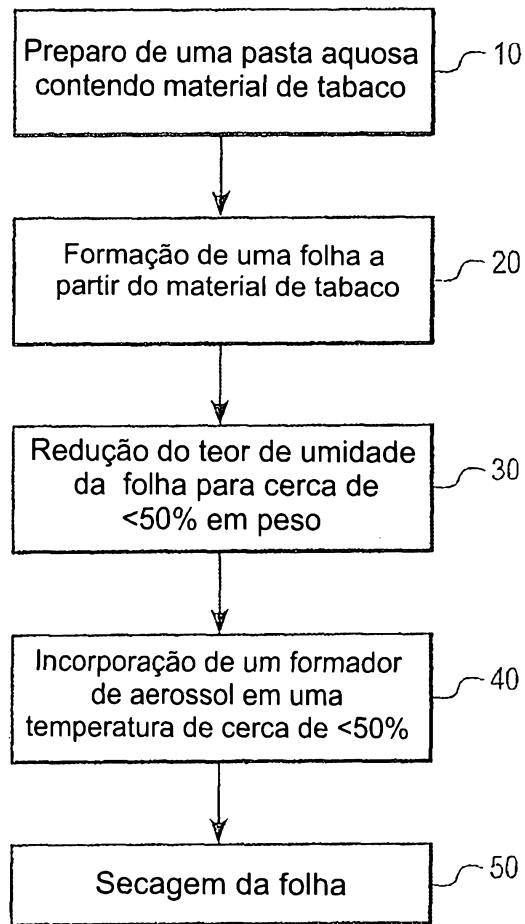 Preparo de uma pasta aquosa
contendo material de tabaco
10
Formação de uma folha a
partir do material de tabaco
20
Redução do teor de umidade
da folha para cerca de
<50% em peso
30
Incorporação de um formador
de aerossol em uma
temperatura de cerca de <50%
40
Secagem da folha
50